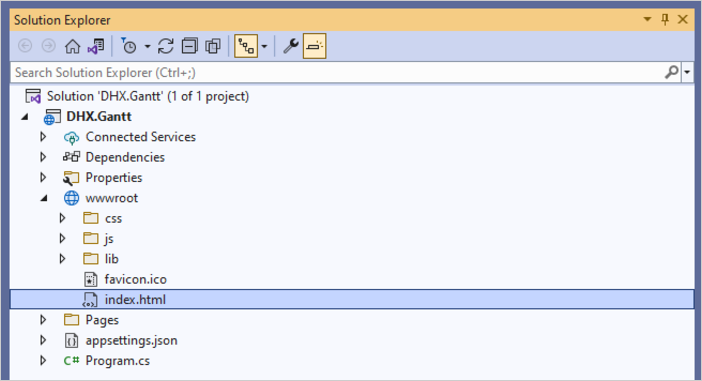 Solution Explorer
Search Solution Explorer (Ctrl+;)
Solution 'DHX.Gantt' (1 of 1 project)
DHX.Gantt
Connected Services
Dependencies
Properties
wwwroot
css
js
lib
favicon.ico
index.html
Pages
appsettings.json
C# Program.cs